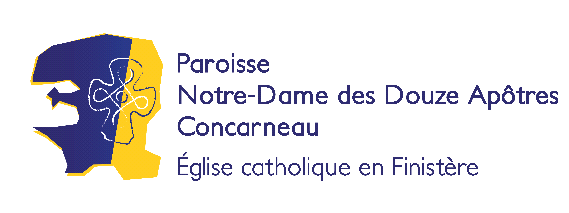 Paroisse
Notre-Dame des Douze Apôtres
Concarneau
Église catholique en Finistère